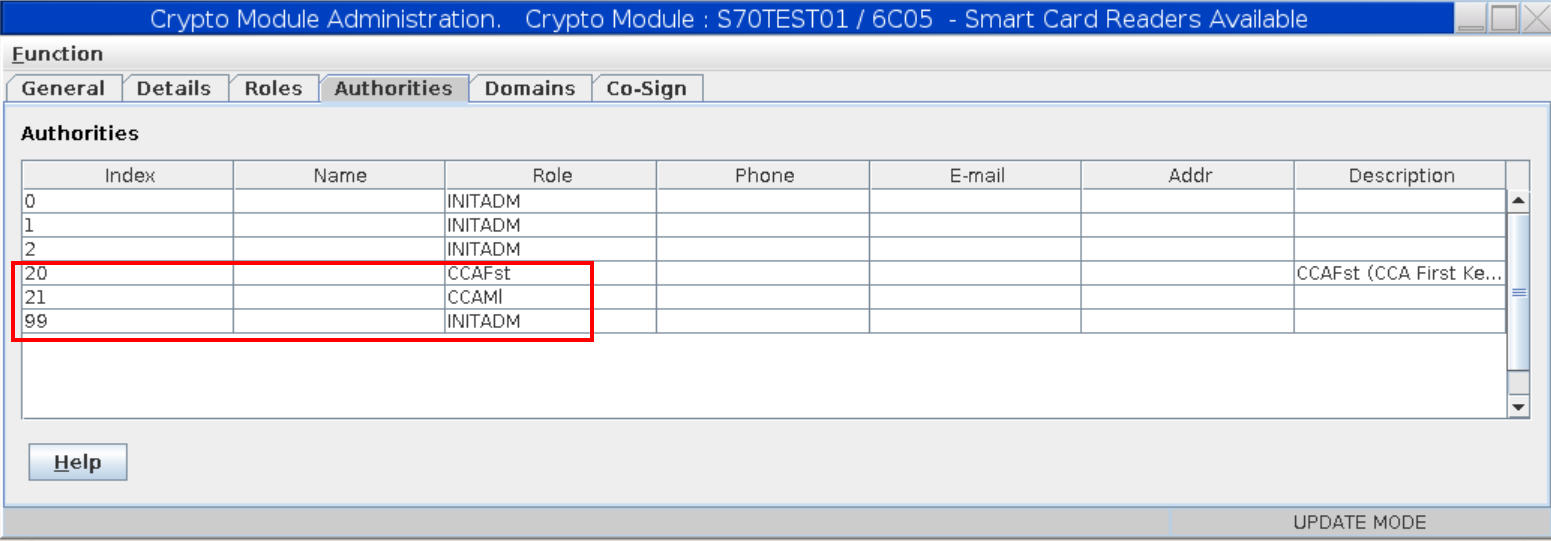 Crypto Module Administration.   Crypto Module : S70TEST01 / 6C05  - Smart Card Readers Available
Function
General Details Roles Authorities Domains Co-Sign
Authorities
Index Name Role Phone E-mail Addr Description
0 INITADM
1 INITADM
2 INITADM
20 CCAFst CCAFst (CCA First Ke...
21 CCAMl
99 INITADM
Help
UPDATE MODE